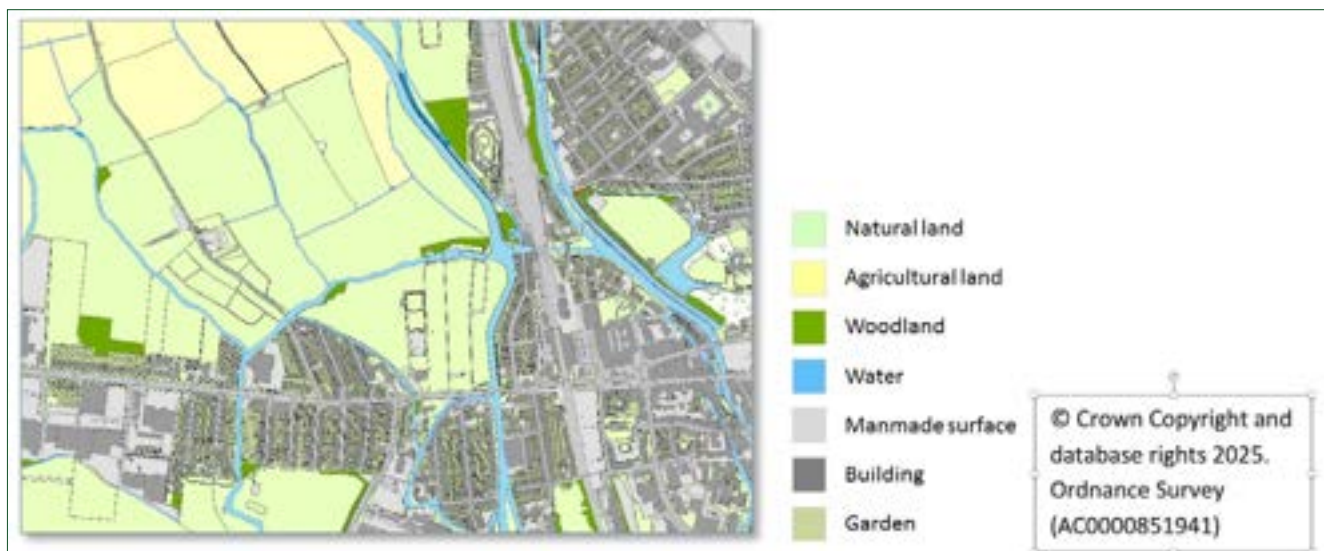 Natural land
Agricultural land
Woodland
Water
Manmade surface
Building
Garden
© Crown Copyright and
database rights 2025.
Ordnance Survey
(AC0000851941)